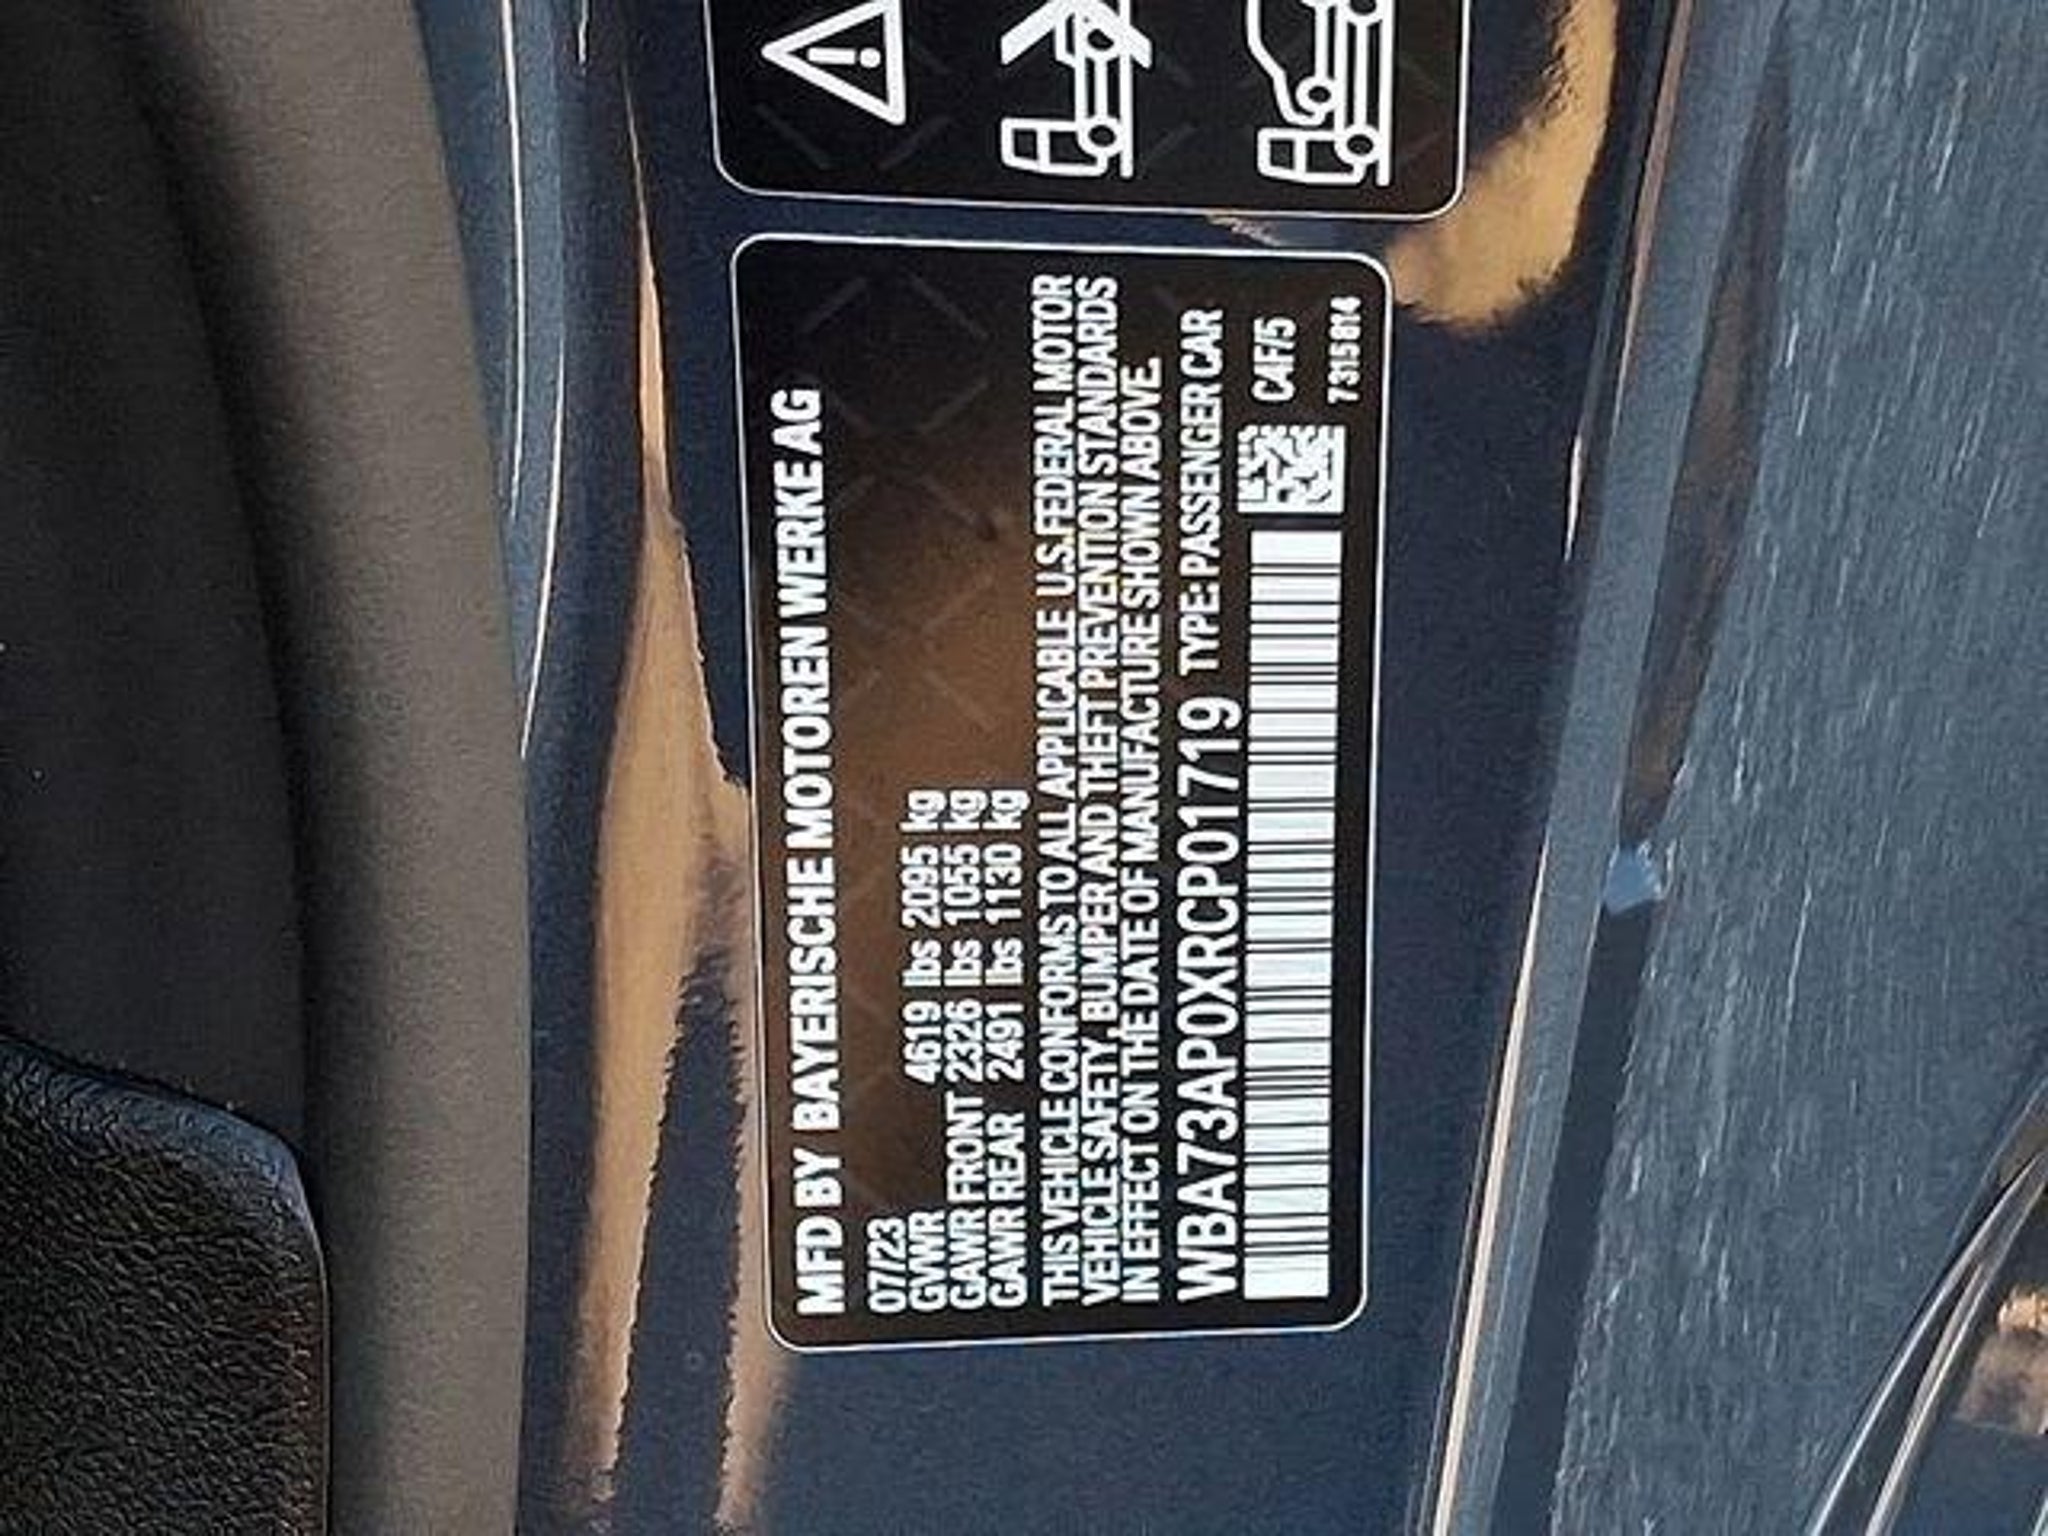 MFD BY BAYERISCHE MOTOREN WERKE AG
07/23
GVWR 4619 lbs 2095 kg
GAWR FRONT 2326 lbs 1055 kg
GAWR REAR 2491 lbs 1130 kg
THIS VEHICLE CONFORMS TO ALL APPLICABLE U.S. FEDERAL MOTOR
VEHICLE SAFETY, BUMPER AND THEFT PREVENTION STANDARDS
IN EFFECT ON THE DATE OF MANUFACTURE SHOWN ABOVE.
WBA73AP0XRCP01719 TYPE: PASSENGER CAR
C4F/5
7315814